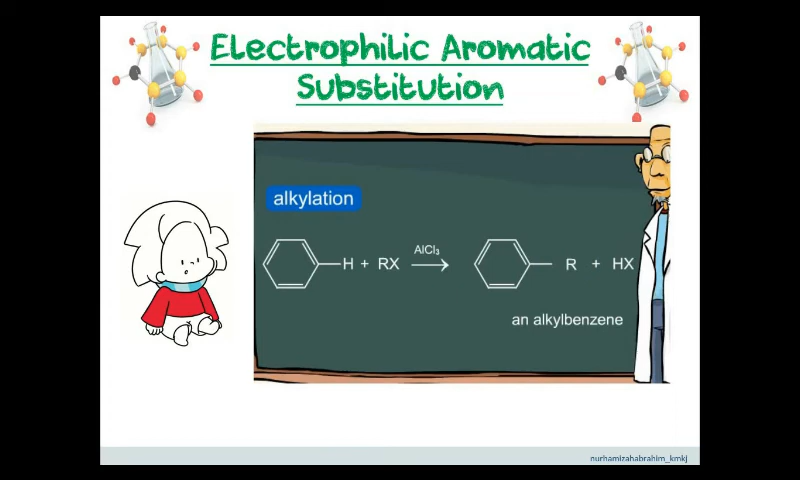 Electrophilic Aromatic
Substitution
alkylation
H + RX AlCl₃ ⟶ R + HX
an alkylbenzene
nurhamizahabrahim_kmkj